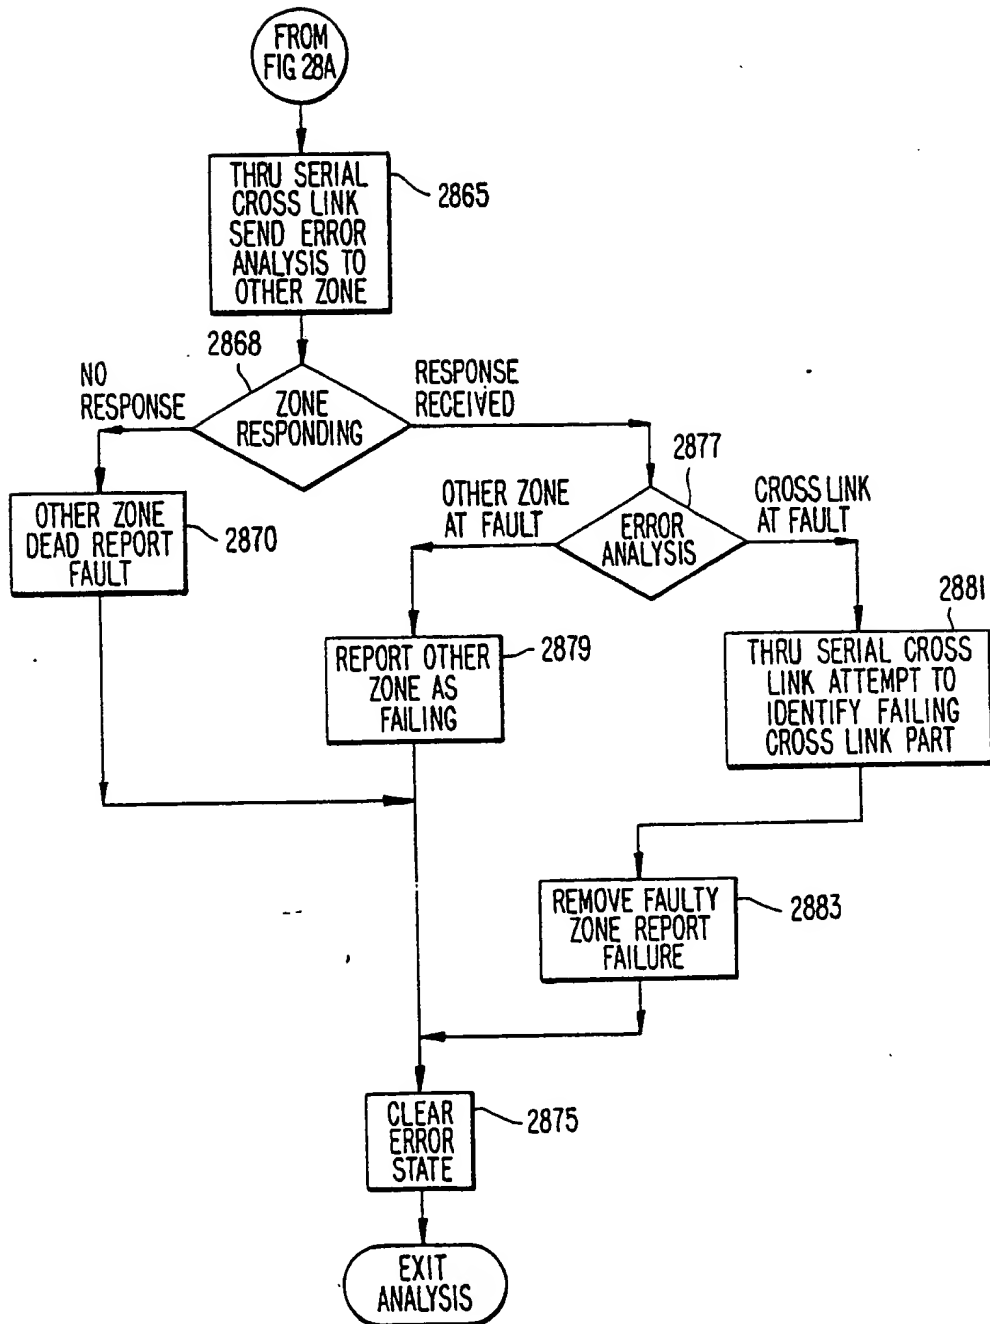 FROM
FIG 28A
THRU SERIAL
CROSS LINK
SEND ERROR
ANALYSIS TO
OTHER ZONE
2865
2868
NO
RESPONSE
ZONE
RESPONDING
RESPONSE
RECEIVED
2877
OTHER ZONE
DEAD REPORT
FAULT
2870
OTHER ZONE
AT FAULT
ERROR
ANALYSIS
CROSS LINK
AT FAULT
2881
REPORT OTHER
ZONE AS
FAILING
2879
THRU SERIAL CROSS
LINK ATTEMPT TO
IDENTIFY FAILING
CROSS LINK PART
REMOVE FAULTY
ZONE REPORT
FAILURE
2883
CLEAR
ERROR
STATE
2875
EXIT
ANALYSIS